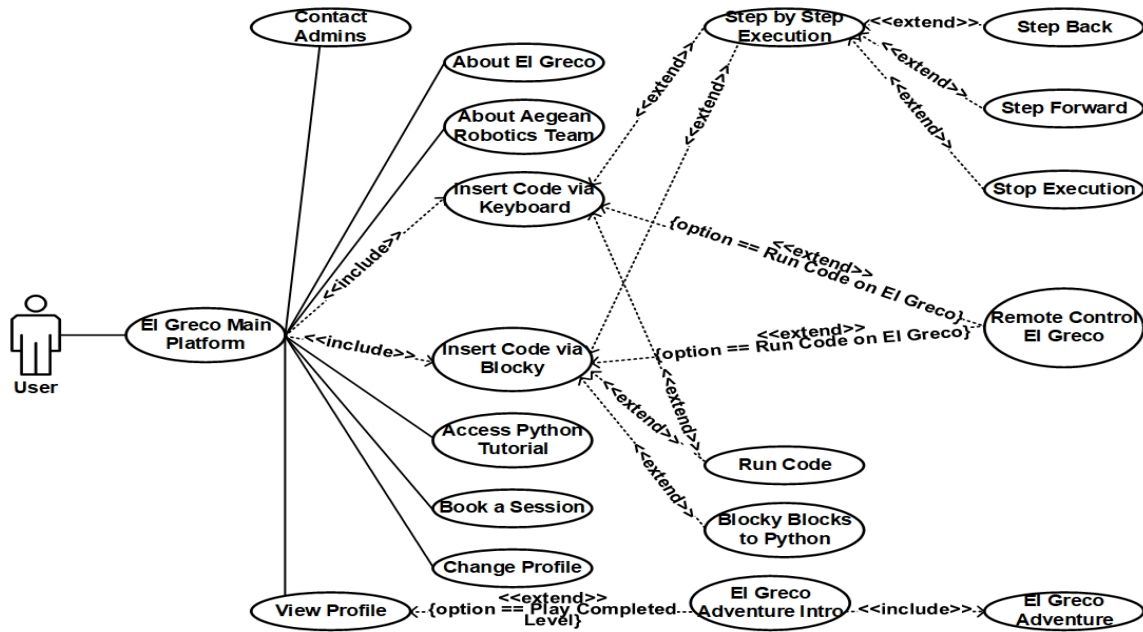 Contact
Admins
Step by Step
Execution
<<extend>>
Step Back
About El Greco
<<extend>>
<<extend>>
<<extend>>
Step Forward
<<extend>>
About Aegean
Robotics Team
Insert Code via
Keyboard
Stop Execution
<<include>>
<<extend>>
{option == Run Code on El Greco}
User
El Greco Main
Platform
<<include>>
Insert Code via
Blocky
<<extend>>
{option == Run Code on El Greco}
Remote Control
El Greco
<<extend>>
<<extend>>
Access Python
Tutorial
Run Code
<<extend>>
Book a Session
Blocky Blocks
to Python
Change Profile
View Profile
<<extend>>
{option == Play Completed
Level}
El Greco
Adventure Intro
<<include>>
El Greco
Adventure